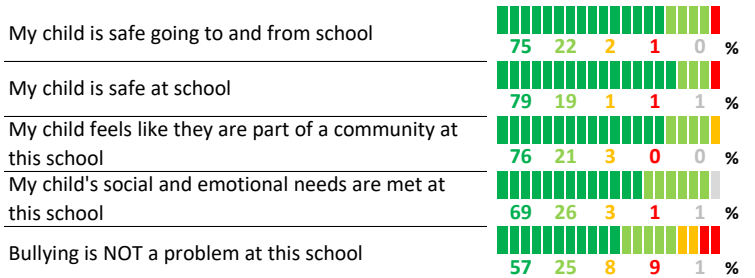 My child is safe going to and from school
75 22 2 1 0 %
My child is safe at school
79 19 1 1 1 %
My child feels like they are part of a community at
this school
76 21 3 0 0 %
My child's social and emotional needs are met at
this school
69 26 3 1 1 %
Bullying is NOT a problem at this school
57 25 8 9 1 %